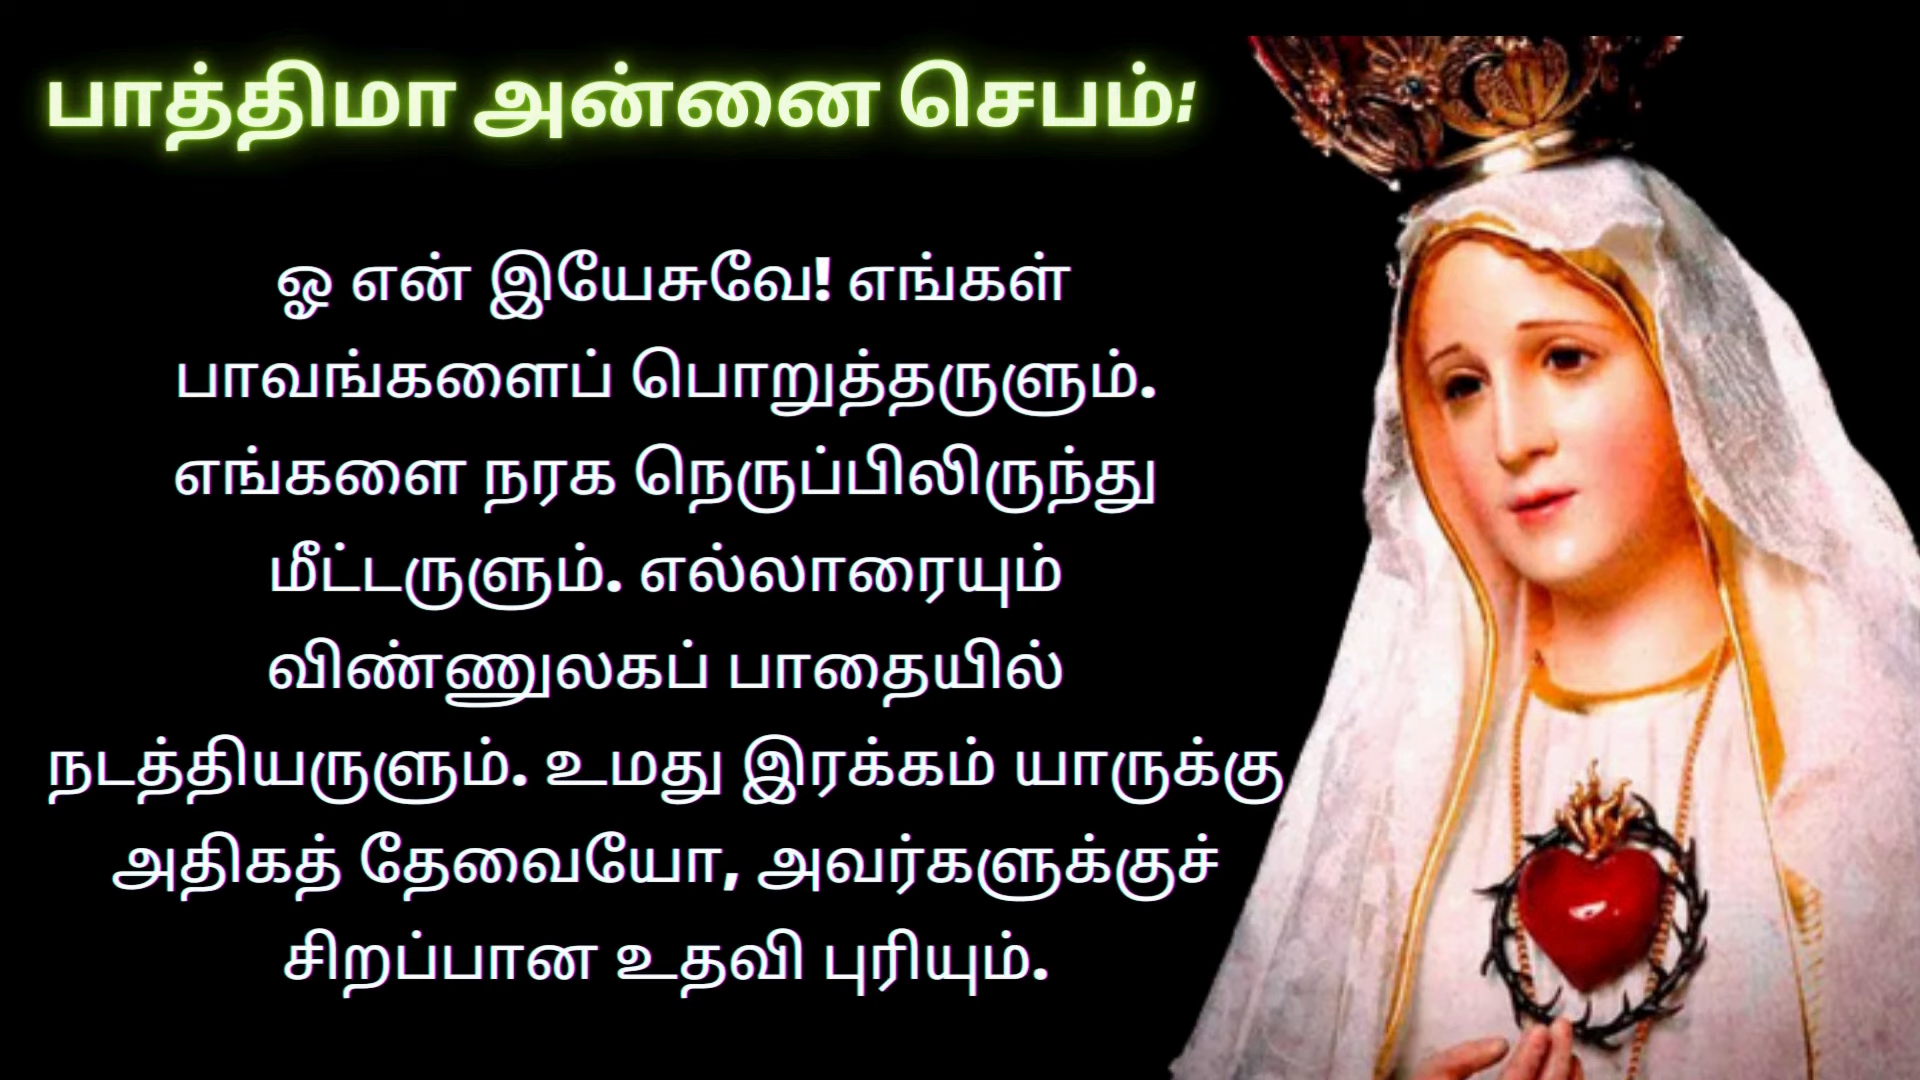 பாத்திமா அன்னை செபம்:
ஓ என் இயேசுவே! எங்கள்
பாவங்களைப் பொறுத்தருளும்.
எங்களை நரக நெருப்பிலிருந்து
மீட்டருளும். எல்லாரையும்
விண்ணுலகப் பாதையில்
நடத்தியருளும். உமது இரக்கம் யாருக்கு
அதிகத் தேவையோ, அவர்களுக்குச்
சிறப்பான உதவி புரியும்.